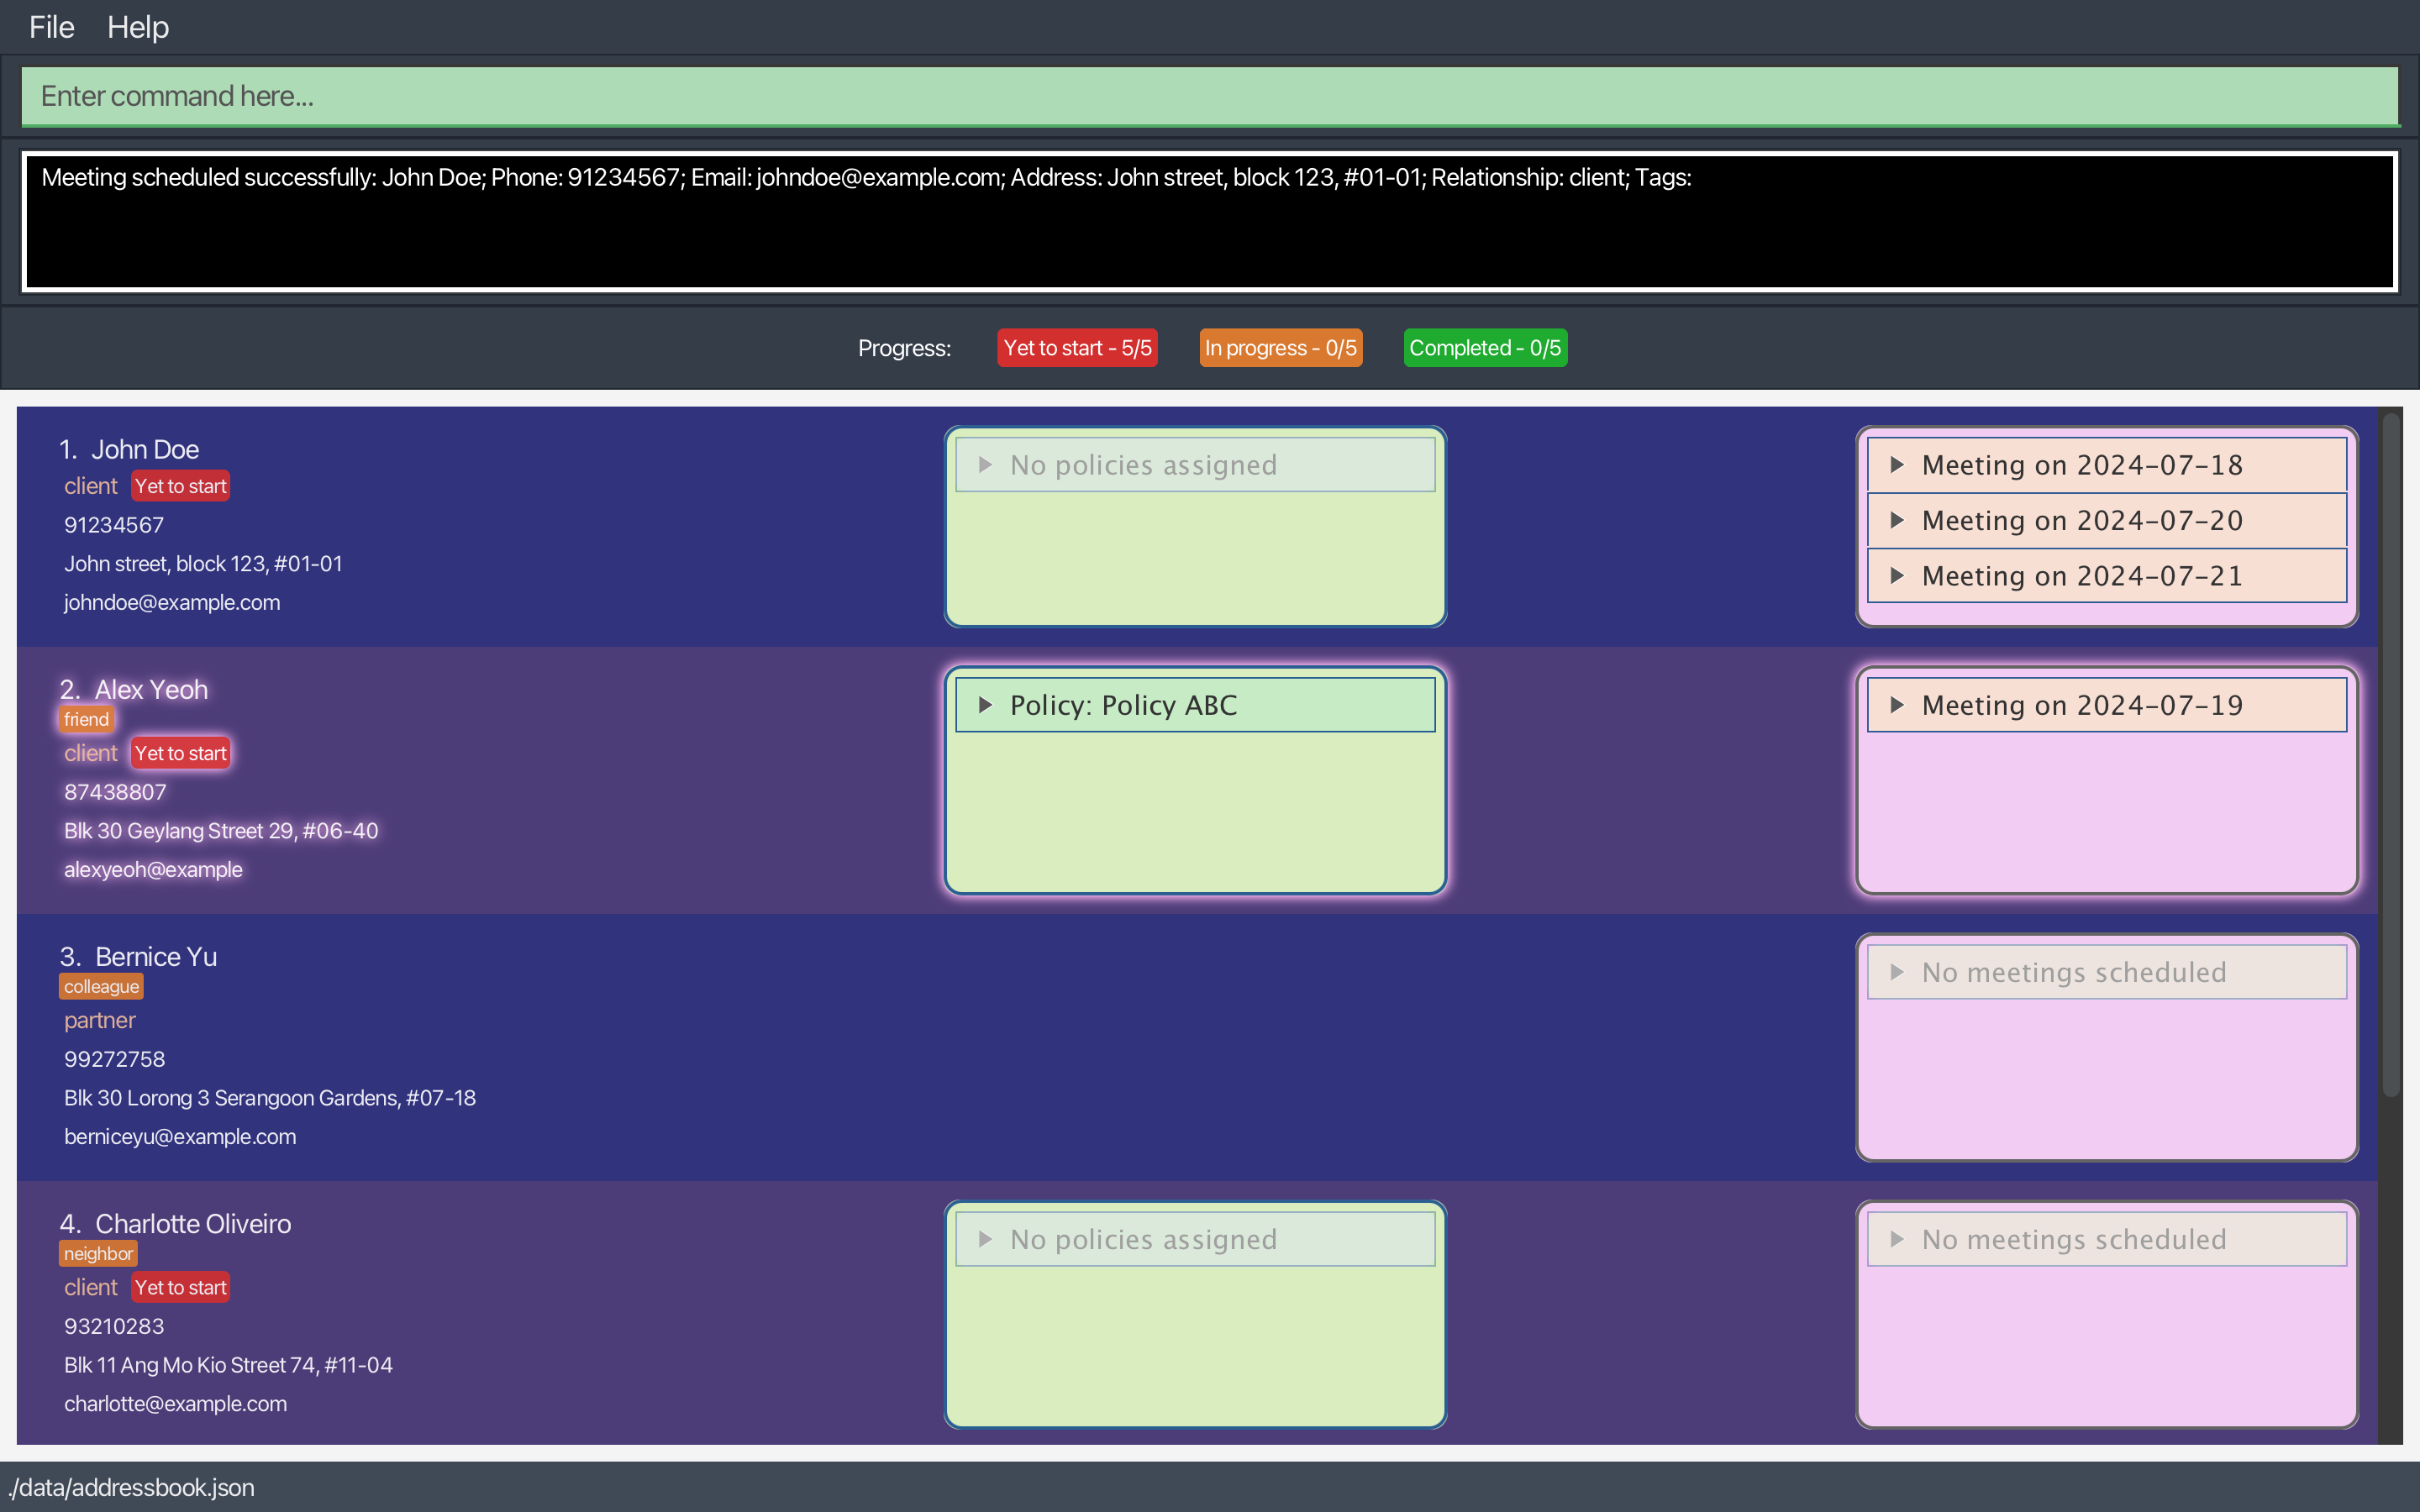 File Help
Enter command here...
Meeting scheduled successfully: John Doe; Phone: 91234567; Email: johndoe@example.com; Address: John street, block 123, #01-01; Relationship: client; Tags:
Progress: Yet to start - 5/5 In progress - 0/5 Completed - 0/5
1. John Doe
client Yet to start
91234567
John street, block 123, #01-01
johndoe@example.com
No policies assigned
Meeting on 2024-07-18
Meeting on 2024-07-20
Meeting on 2024-07-21
2. Alex Yeoh
friend
client Yet to start
87438807
Blk 30 Geylang Street 29, #06-40
alexyeoh@example
Policy: Policy ABC
Meeting on 2024-07-19
3. Bernice Yu
colleague
partner
99272758
Blk 30 Lorong 3 Serangoon Gardens, #07-18
berniceyu@example.com
No meetings scheduled
4. Charlotte Oliveiro
neighbor
client Yet to start
93210283
Blk 11 Ang Mo Kio Street 74, #11-04
charlotte@example.com
No policies assigned
No meetings scheduled
./data/addressbook.json